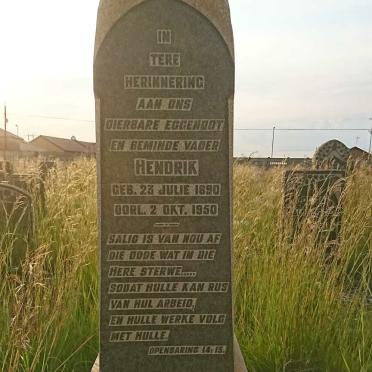 IN
TERE
HERINNERING
AAN ONS
DIERBARE EGGENOOT
EN BEMINDE VADER
HENDRIK
GEB. 23 JULIE 1890
OORL. 2 OKT. 1950
SALIG IS VAN NOU AF
DIE DODE WAT IN DIE
HERE STERWE.....
SODAT HULLE KAN RUS
VAN HUL ARBEID,
EN HULLE WERKE VOLG
MET HULLE.
OPENBARING 14:13.